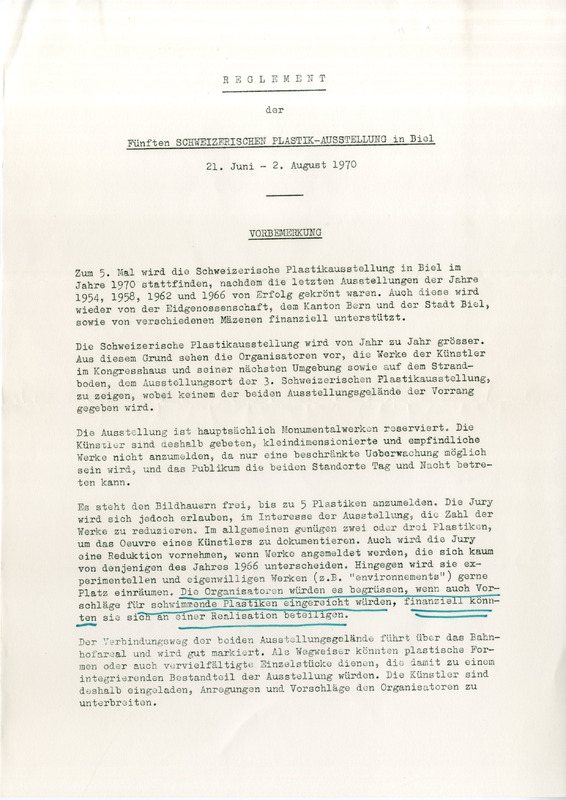 REGLEMENT
der
Fünften SCHWEIZERISCHEN PLASTIK-AUSSTELLUNG in Biel
21. Juni - 2. August 1970
VORBEMERKUNG
Zum 5. Mal wird die Schweizerische Plastikausstellung in Biel im
Jahre 1970 stattfinden, nachdem die letzten Ausstellungen der Jahre
1954, 1958, 1962 und 1966 von Erfolg gekrönt waren. Auch diese wird
wieder von der Eidgenossenschaft, dem Kanton Bern und der Stadt Biel,
sowie von verschiedenen Mäzenen finanziell unterstützt.
Die Schweizerische Plastikausstellung wird von Jahr zu Jahr grösser.
Aus diesem Grund sehen die Organisatoren vor, die Werke der Künstler
im Kongresshaus und seiner nächsten Umgebung sowie auf dem Strand-
boden, dem Ausstellungsort der 3. Schweizerischen Plastikausstellung,
zu zeigen, wobei keinem der beiden Ausstellungsgelände der Vorrang
gegeben wird.
Die Ausstellung ist hauptsächlich Monumentalwerken reserviert. Die
Künstler sind deshalb gebeten, kleindimensionierte und empfindliche
Werke nicht anzumelden, da nur eine beschränkte Ueberwachung möglich
sein wird, und das Publikum die beiden Standorte Tag und Nacht betre-
ten kann.
Es steht den Bildhauern frei, bis zu 5 Plastiken anzumelden. Die Jury
wird sich jedoch erlauben, im Interesse der Ausstellung, die Zahl der
Werke zu reduzieren. Im allgemeinen genügen zwei oder drei Plastiken,
um das Oeuvre eines Künstlers zu dokumentieren. Auch wird die Jury
eine Reduktion vornehmen, wenn Werke angemeldet werden, die sich kaum
von denjenigen des Jahres 1966 unterscheiden. Hingegen wird sie ex-
perimentellen und eigenwilligen Werken (z.B. "environnements") gerne
Platz einräumen. Die Organisatoren würden es begrüssen, wenn auch Vor-
schläge für schwimmende Plastiken eingereicht würden, finanziell könn-
ten sie sich an einer Realisation beteiligen.
Der Verbindungsweg der beiden Ausstellungsgelände führt über das Bahn-
hofareal und wird gut markiert. Als Wegweiser könnten plastische For-
men oder auch vervielfältigte Einzelstücke dienen, die damit zu einem
integrierenden Bestandteil der Ausstellung würden. Die Künstler sind
deshalb eingeladen, Anregungen und Vorschläge den Organisatoren zu
unterbreiten.